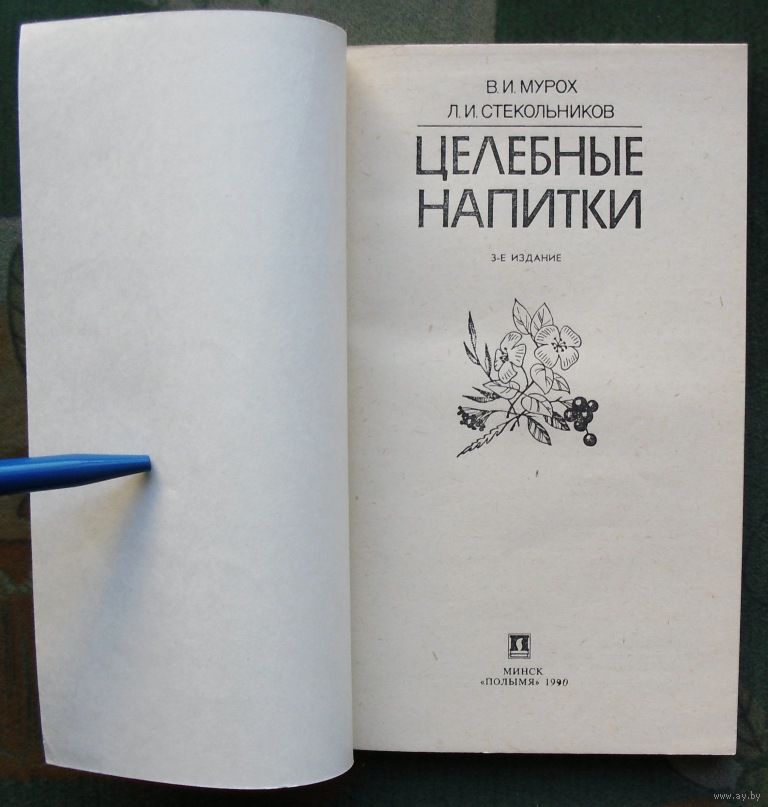 В. И. МУРОХ
Л. И. СТЕКОЛЬНИКОВ
ЦЕЛЕБНЫЕ
НАПИТКИ
3-Е ИЗДАНИЕ
МИНСК
«ПОЛЫМЯ» 1990
www.ay.by